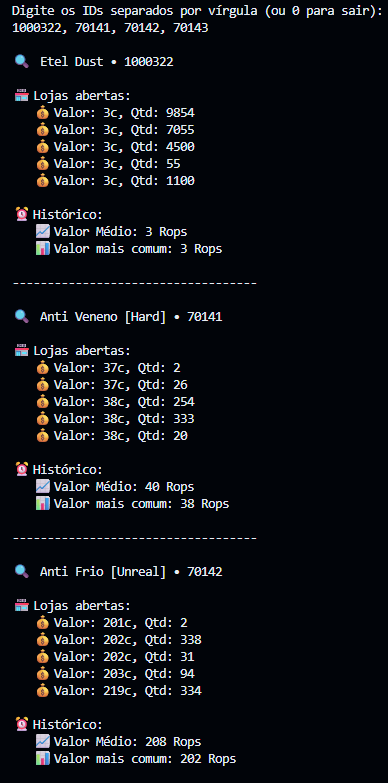 Digite os IDs separados por vírgula (ou 0 para sair):
1000322, 70141, 70142, 70143
🔍 Etel Dust • 1000322
🏪 Lojas abertas:
💰 Valor: 3c, Qtd: 9854
💰 Valor: 3c, Qtd: 7055
💰 Valor: 3c, Qtd: 4500
💰 Valor: 3c, Qtd: 55
💰 Valor: 3c, Qtd: 1100
⏰ Histórico:
📈 Valor Médio: 3 Rops
📊 Valor mais comum: 3 Rops
-----------------------------------
🔍 Anti Veneno [Hard] • 70141
🏪 Lojas abertas:
💰 Valor: 37c, Qtd: 2
💰 Valor: 37c, Qtd: 26
💰 Valor: 38c, Qtd: 254
💰 Valor: 38c, Qtd: 333
💰 Valor: 38c, Qtd: 20
⏰ Histórico:
📈 Valor Médio: 40 Rops
📊 Valor mais comum: 38 Rops
-----------------------------------
🔍 Anti Frio [Unreal] • 70142
🏪 Lojas abertas:
💰 Valor: 201c, Qtd: 2
💰 Valor: 202c, Qtd: 338
💰 Valor: 202c, Qtd: 31
💰 Valor: 203c, Qtd: 94
💰 Valor: 219c, Qtd: 334
⏰ Histórico:
📈 Valor Médio: 208 Rops
📊 Valor mais comum: 202 Rops